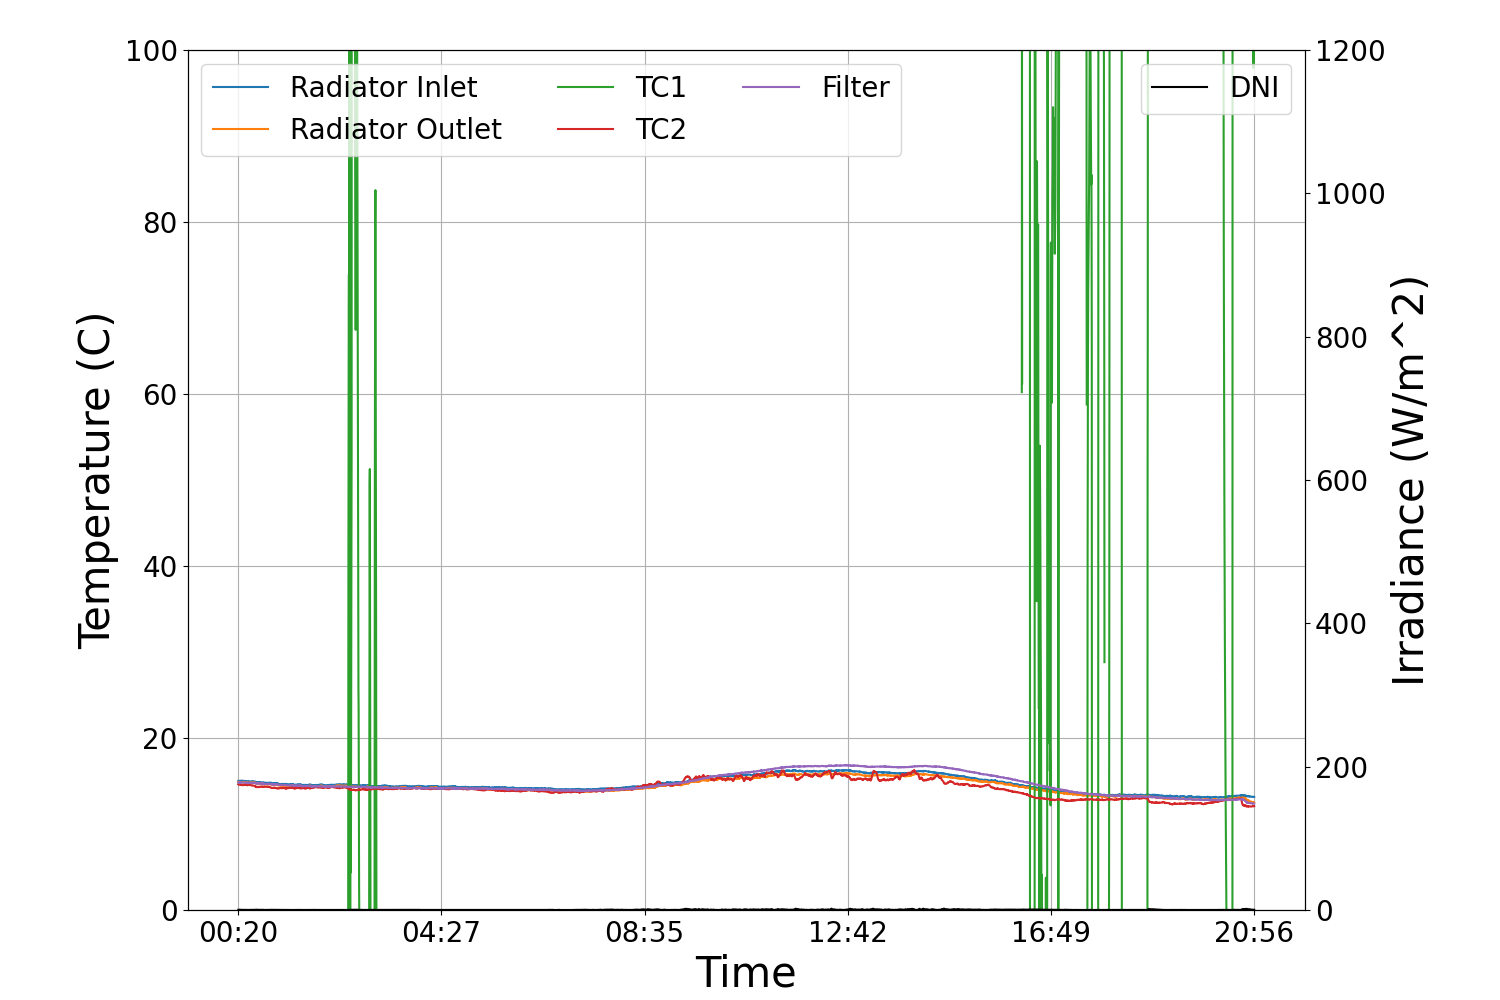 Radiator Inlet
Radiator Outlet
TC1
TC2
Filter
DNI
Temperature (C)
100
80
60
40
20
0
1200
1000
800
600
400
200
0
Irradiance (W/m^2)
00:20 04:27 08:35 12:42 16:49 20:56
Time